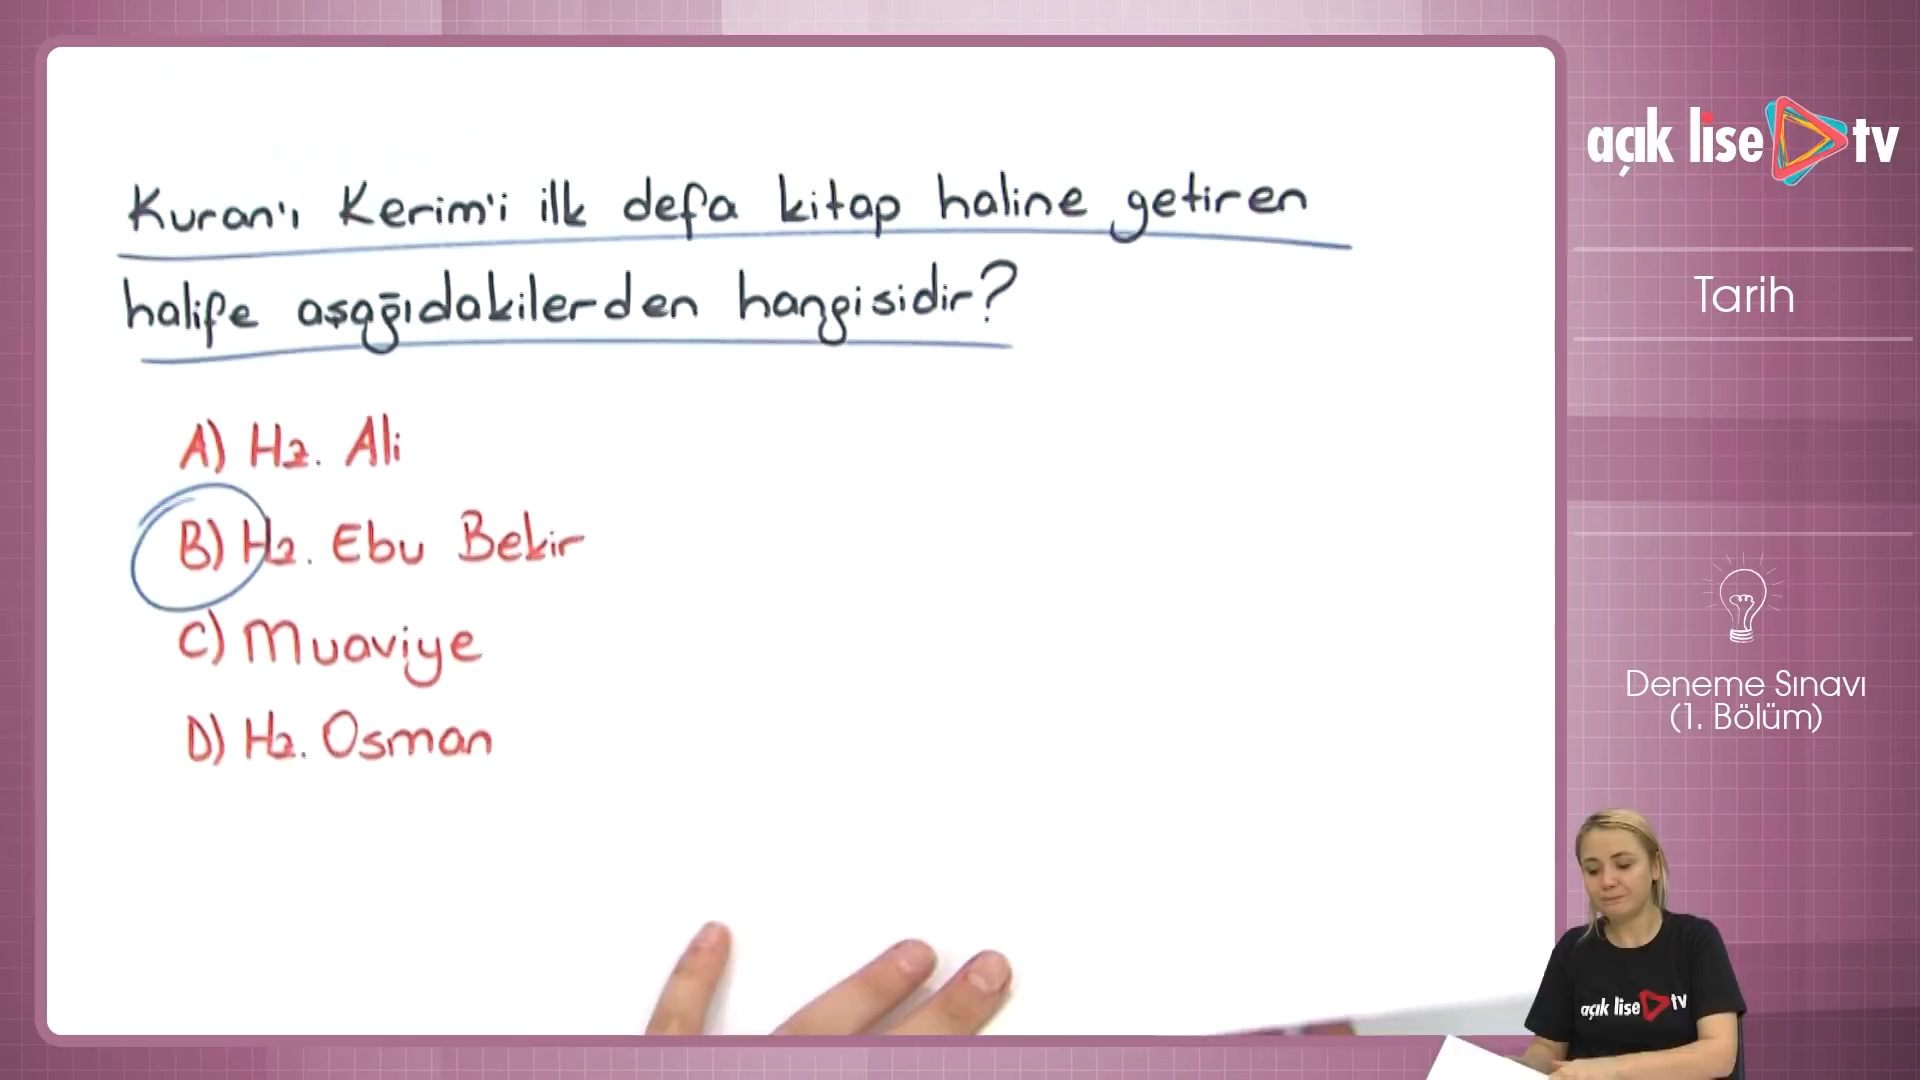 Kuran'ı Kerim'i ilk defa kitap haline getiren
halife aşağıdakilerden hangisidir?
A) Hz. Ali
B) Hz. Ebu Bekir
C) Muaviye
D) Hz. Osman
açık lise tv
Tarih
Deneme Sınavı
(1. Bölüm)
açık lise tv